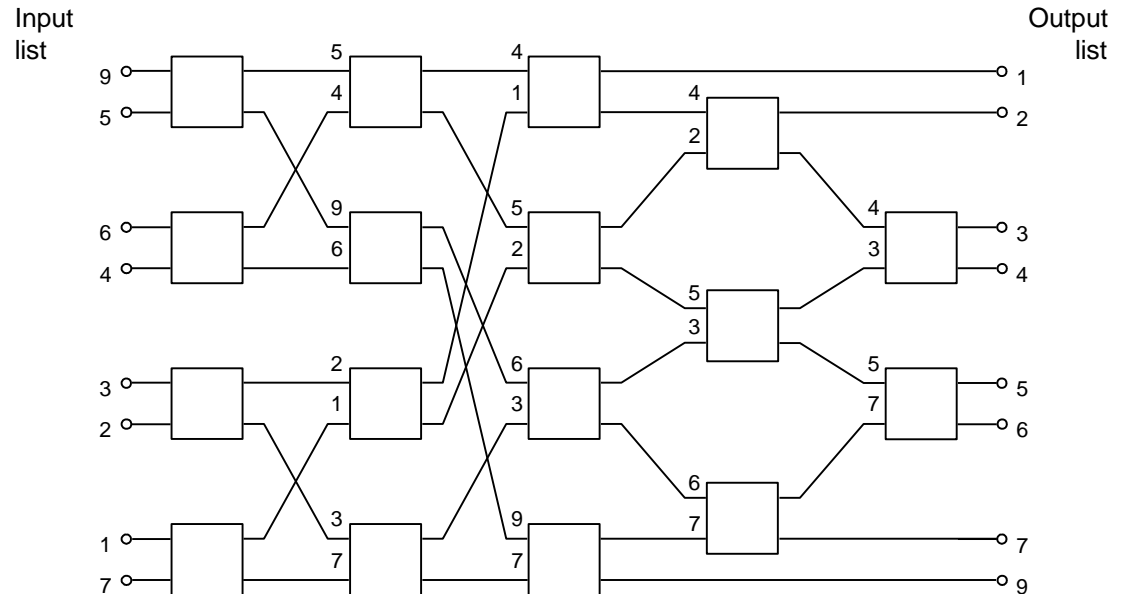 Input
list
Output
list
9 5 4 1
5 4 1 4 2
2
6 9 5 4 3
4 6 2 3 4
5
3
3 2 6 5 5
2 1 3 7 6
6
1 3 9 7 7
7 7 7 9